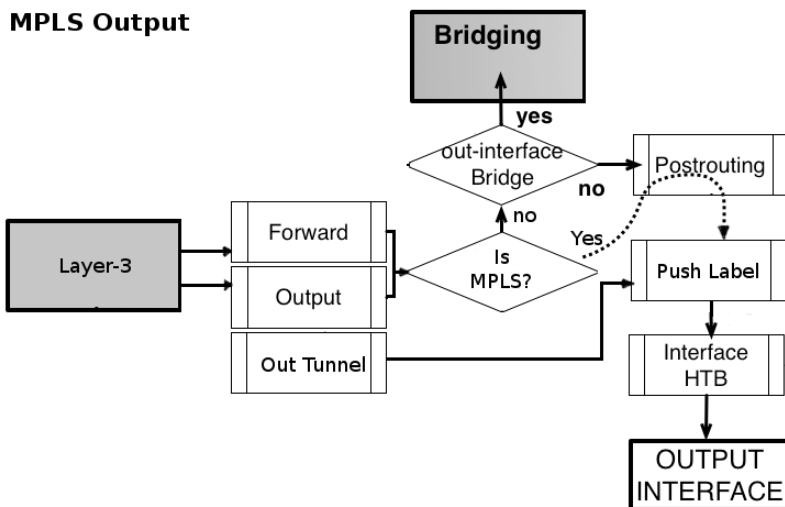 MPLS Output
Bridging
yes
out-interface
Bridge
no
Postrouting
no
Yes
Forward
Layer-3
Output
Is
MPLS?
Push Label
Out Tunnel
Interface
HTB
OUTPUT
INTERFACE